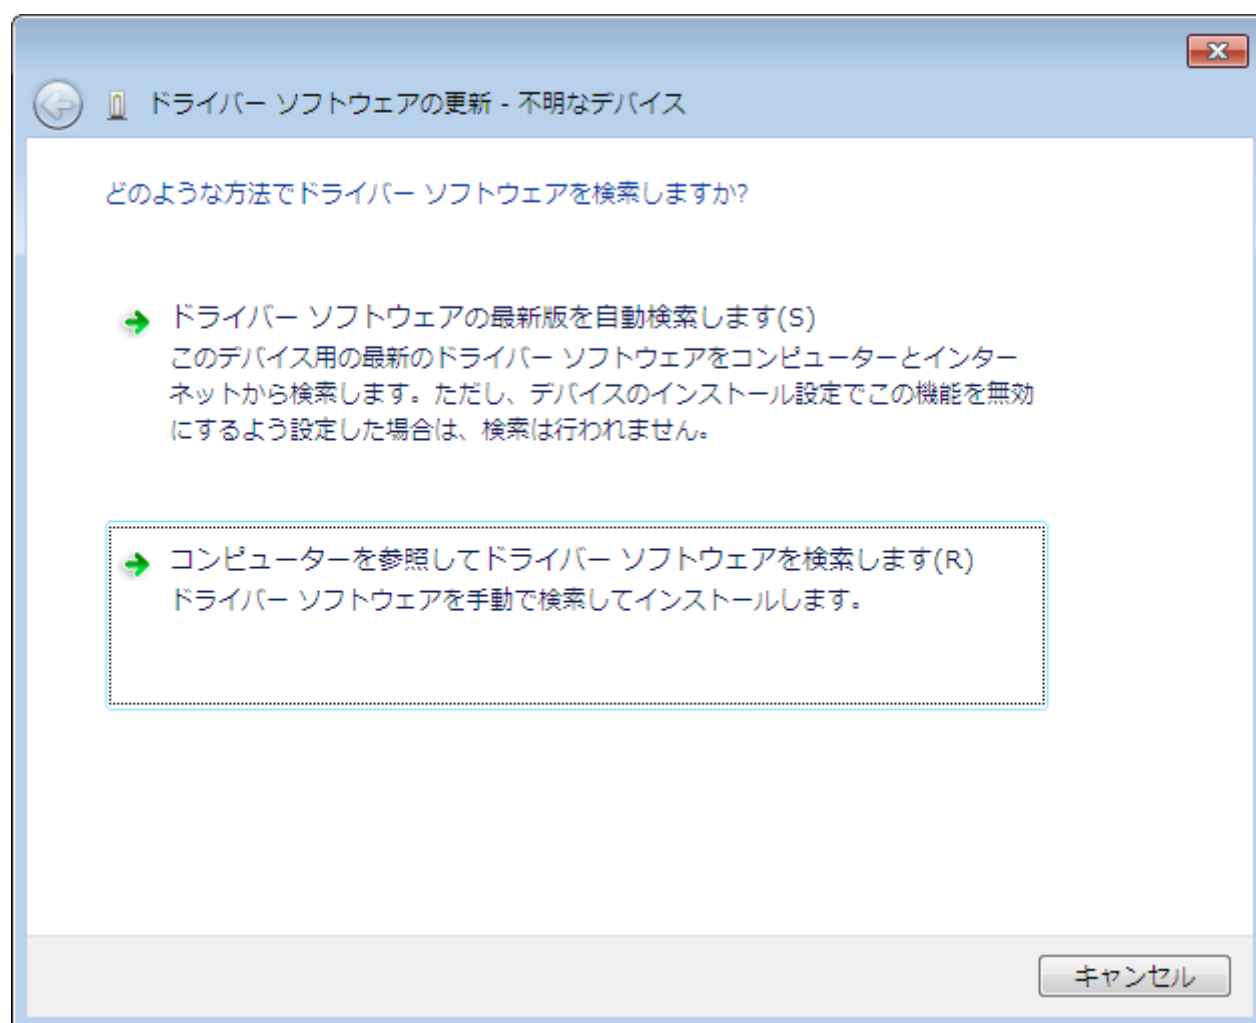 ドライバー ソフトウェアの更新 - 不明なデバイス
どのような方法でドライバー ソフトウェアを検索しますか?
ドライバー ソフトウェアの最新版を自動検索します(S)
このデバイス用の最新のドライバー ソフトウェアをコンピューターとインター
ネットから検索します。ただし、デバイスのインストール設定でこの機能を無効
にするよう設定した場合は、検索は行われません。
コンピューターを参照してドライバー ソフトウェアを検索します(R)
ドライバー ソフトウェアを手動で検索してインストールします。
キャンセル